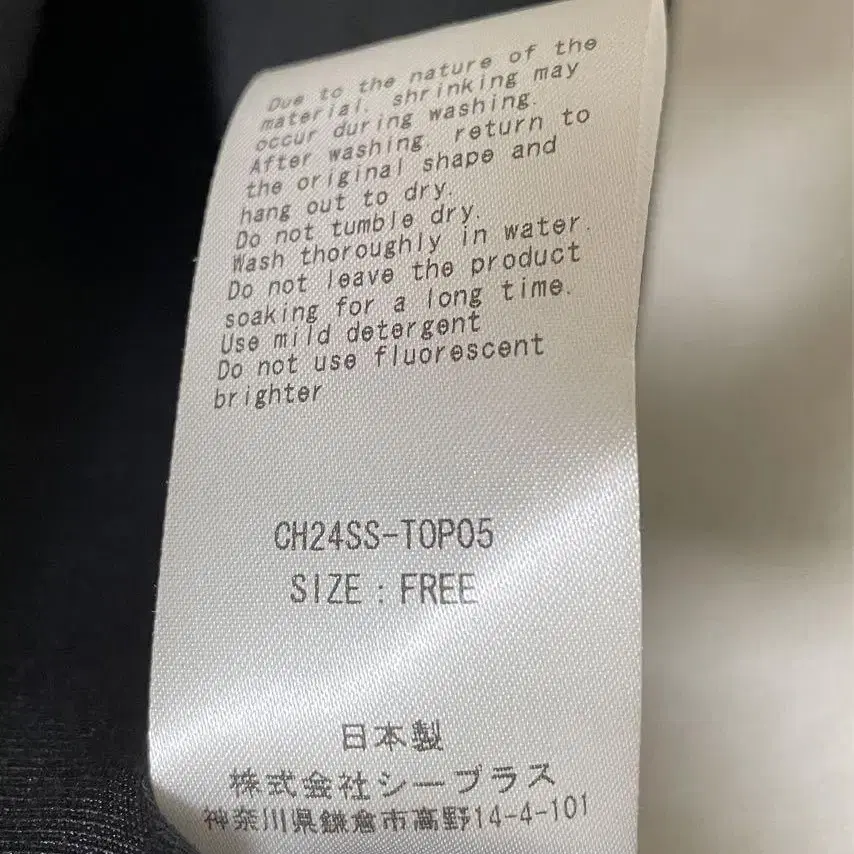 Due to the nature of the
material, shrinking may
occur during washing.
After washing, return to
the original shape and
hang out to dry.
Do not tumble dry.
Wash thoroughly in water.
Do not leave the product
soaking for a long time.
Use mild detergent
Do not use fluorescent
brighter
CH24SS-TOP05
SIZE : FREE
日本製
株式会社シープラス
神奈川県鎌倉市高野14-4-101